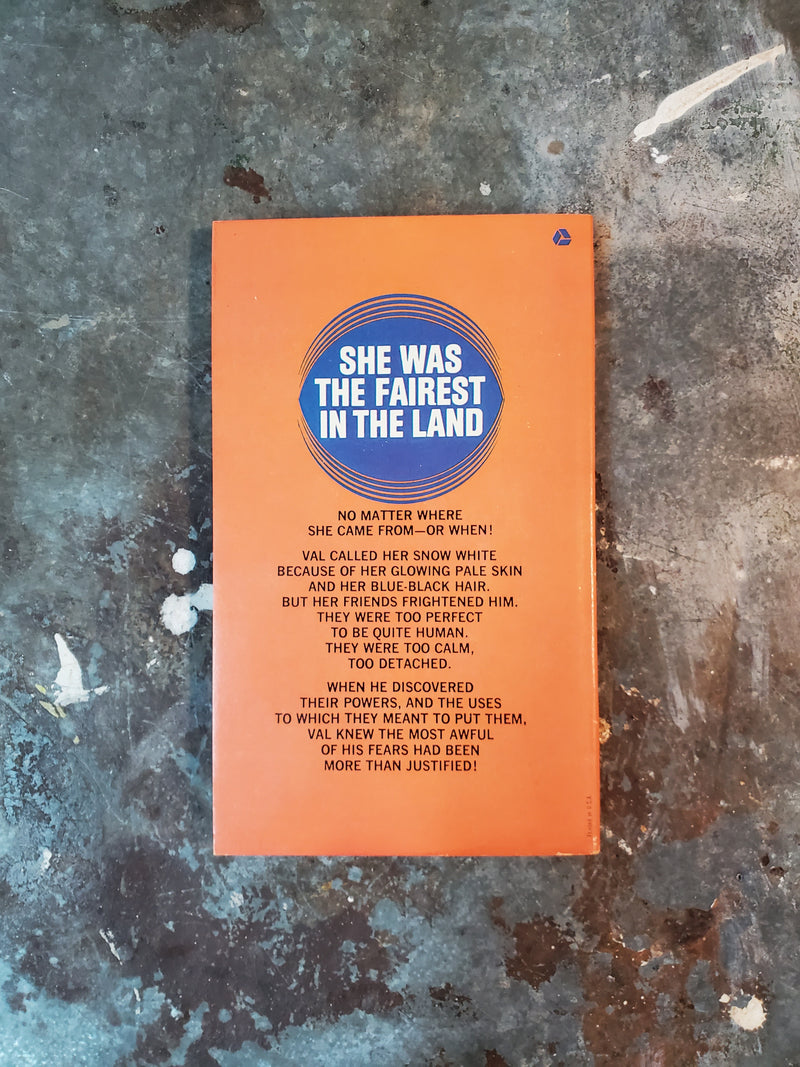 SHE WAS
THE FAIREST
IN THE LAND
NO MATTER WHERE
SHE CAME FROM—OR WHEN!
VAL CALLED HER SNOW WHITE
BECAUSE OF HER GLOWING PALE SKIN
AND HER BLUE-BLACK HAIR.
BUT HER FRIENDS FRIGHTENED HIM.
THEY WERE TOO PERFECT
TO BE QUITE HUMAN.
THEY WERE TOO CALM,
TOO DETACHED.
WHEN HE DISCOVERED
THEIR POWERS, AND THE USES
TO WHICH THEY MEANT TO PUT THEM,
VAL KNEW THE MOST AWFUL
OF HIS FEARS HAD BEEN
MORE THAN JUSTIFIED!
Printed in U.S.A.